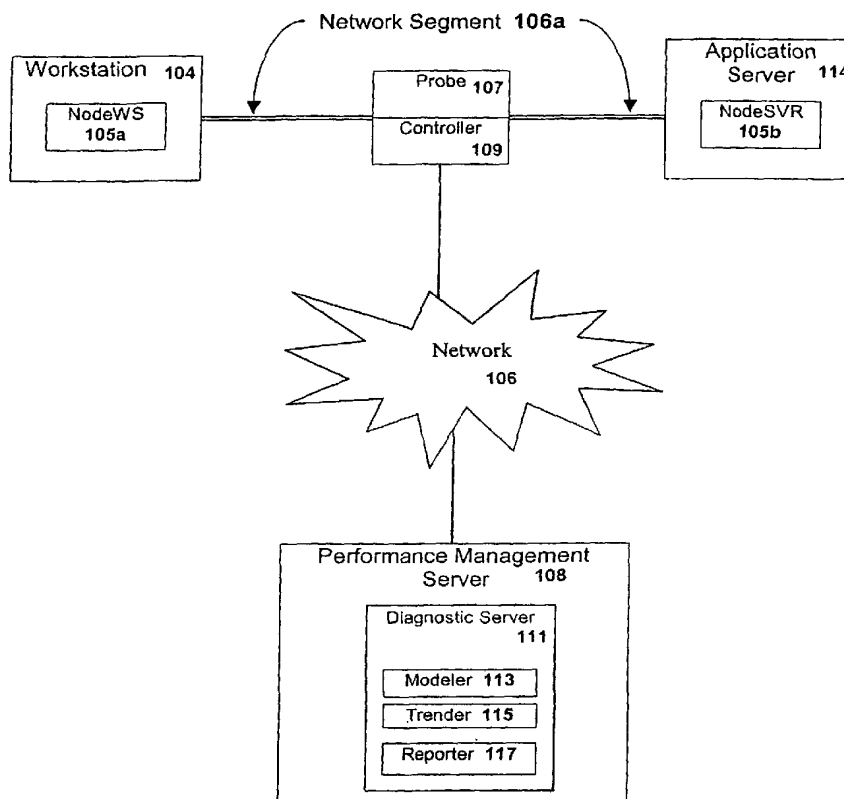 Network Segment 106a
Workstation 104
NodeWS
105a
Probe 107
Controller
109
Application
Server 114
NodeSVR
105b
Network
106
Performance Management
Server 108
Diagnostic Server
111
Modeler 113
Trender 115
Reporter 117